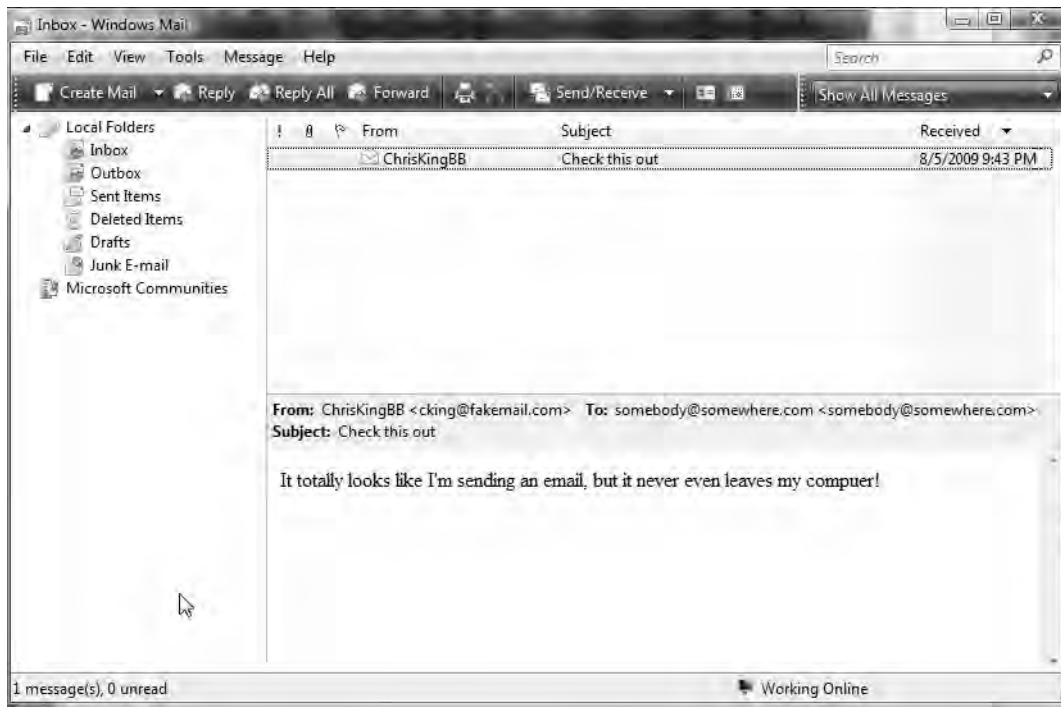 Inbox - Windows Mail
File Edit View Tools Message Help
Search
Create Mail Reply Reply All Forward Send/Receive Show All Messages
Local Folders
Inbox
Outbox
Sent Items
Deleted Items
Drafts
Junk E-mail
Microsoft Communities
! From Subject Received
ChrisKingBB Check this out 8/5/2009 9:43 PM
From: ChrisKingBB <cking@fakemail.com> To: somebody@somewhere.com <somebody@somewhere.com>
Subject: Check this out
It totally looks like I'm sending an email, but it never even leaves my compuer!
1 message(s), 0 unread Working Online